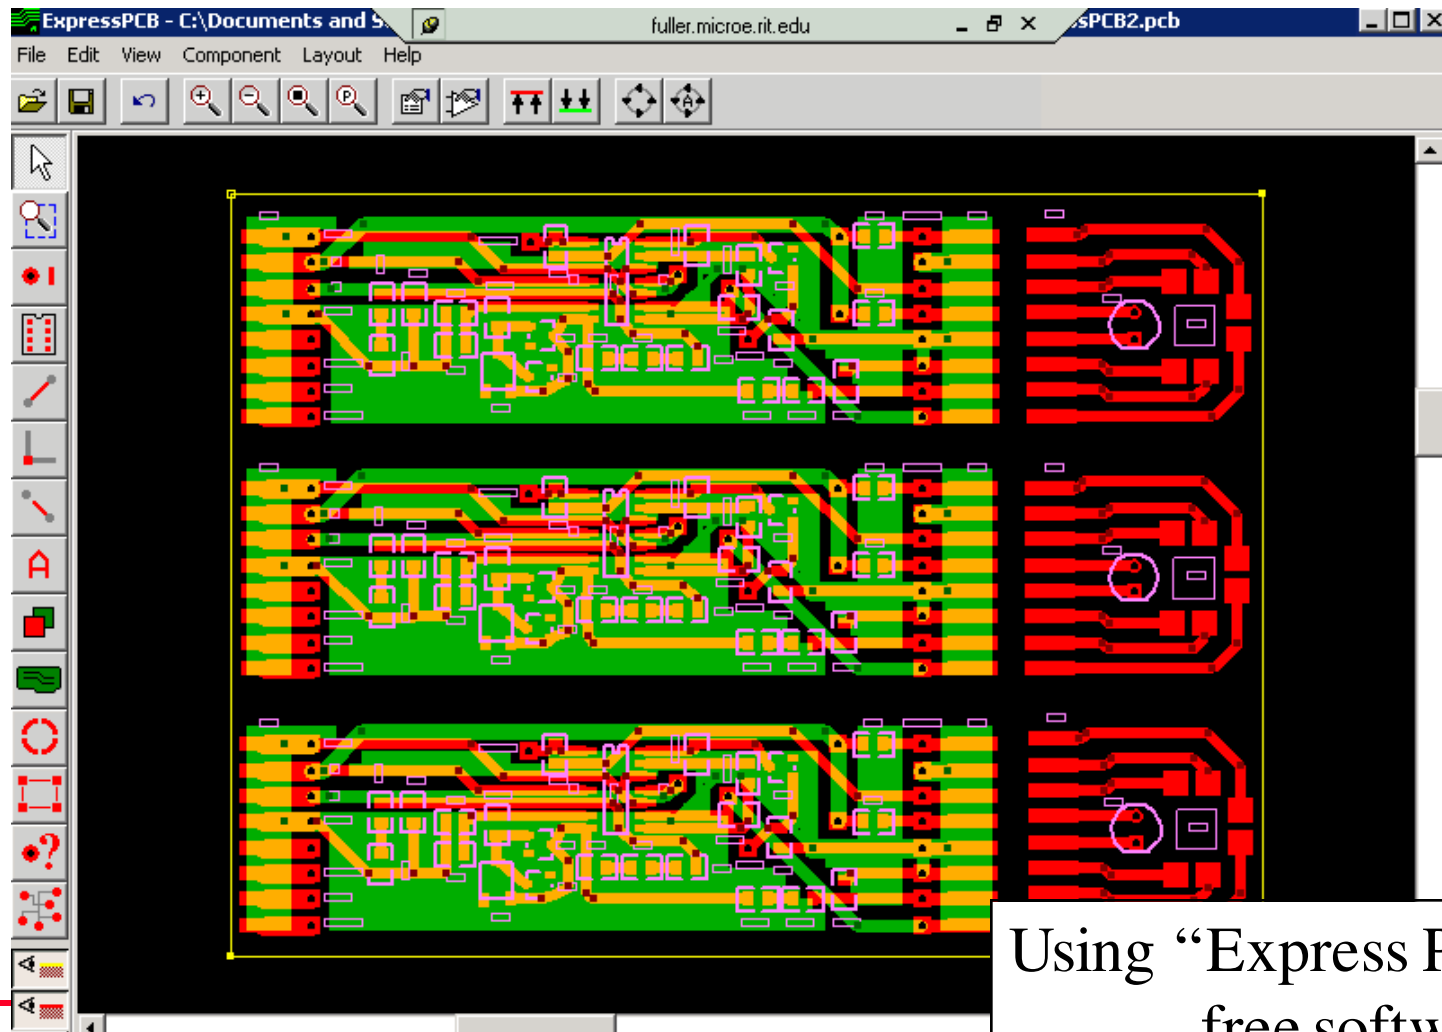 ExpressPCB - C:\Documents and S
fuller.microe.rit.edu
sPCB2.pcb
File Edit View Component Layout Help
Using “Express P
free softw